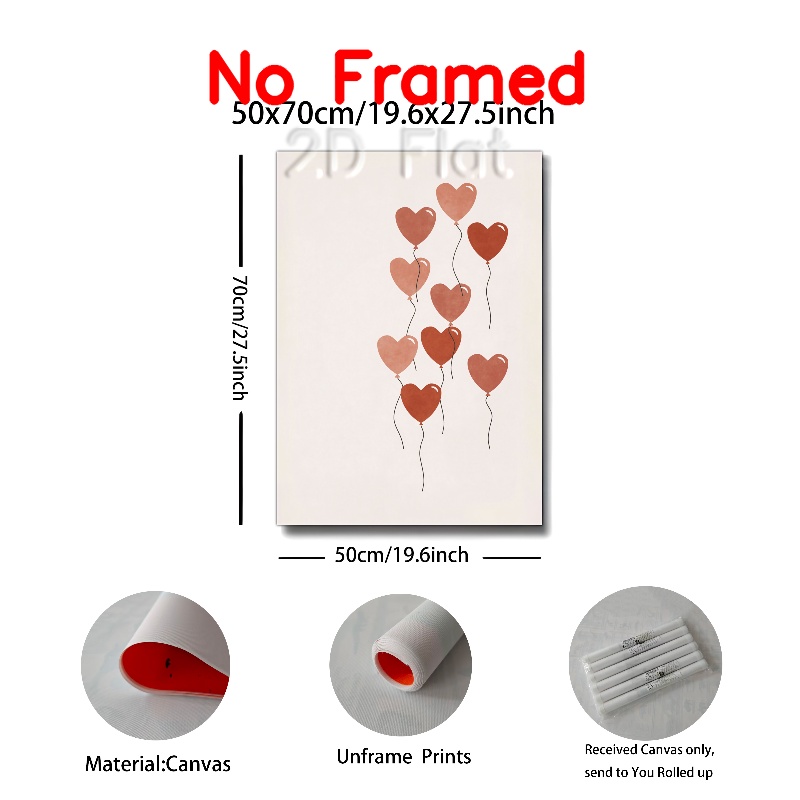 No Framed
50x70cm/19.6x27.5inch
2D Flat
70cm/27.5inch
50cm/19.6inch
Material:Canvas
Unframe Prints
Received Canvas only,
send to You Rolled up